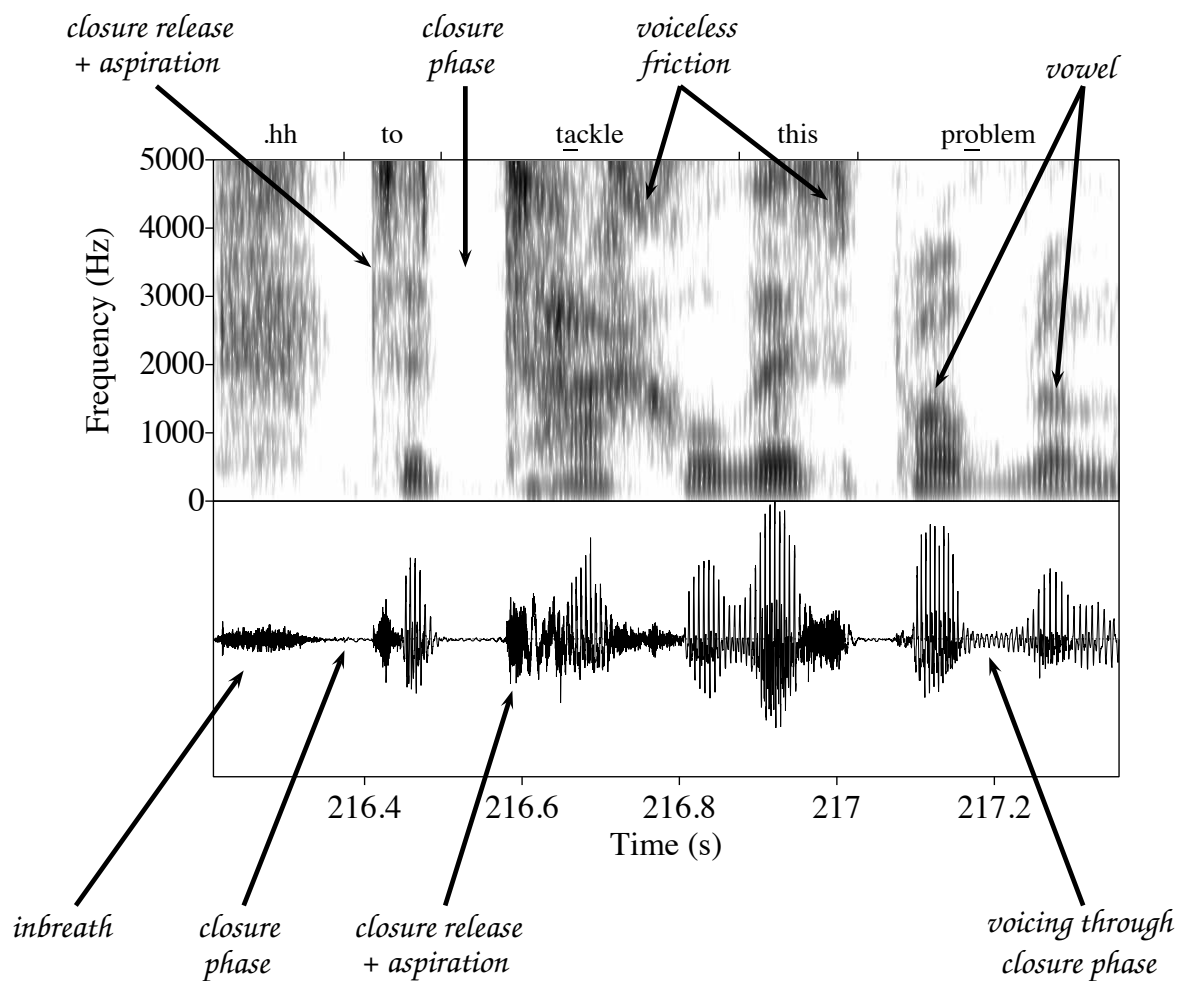 closure release
+ aspiration
closure
phase
voiceless
friction
vowel
.hh to tackle this problem
5000
4000
3000
2000
1000
0
Frequency (Hz)
216.4 216.6 216.8 217 217.2
Time (s)
inbreath
closure
phase
closure release
+ aspiration
voicing through
closure phase